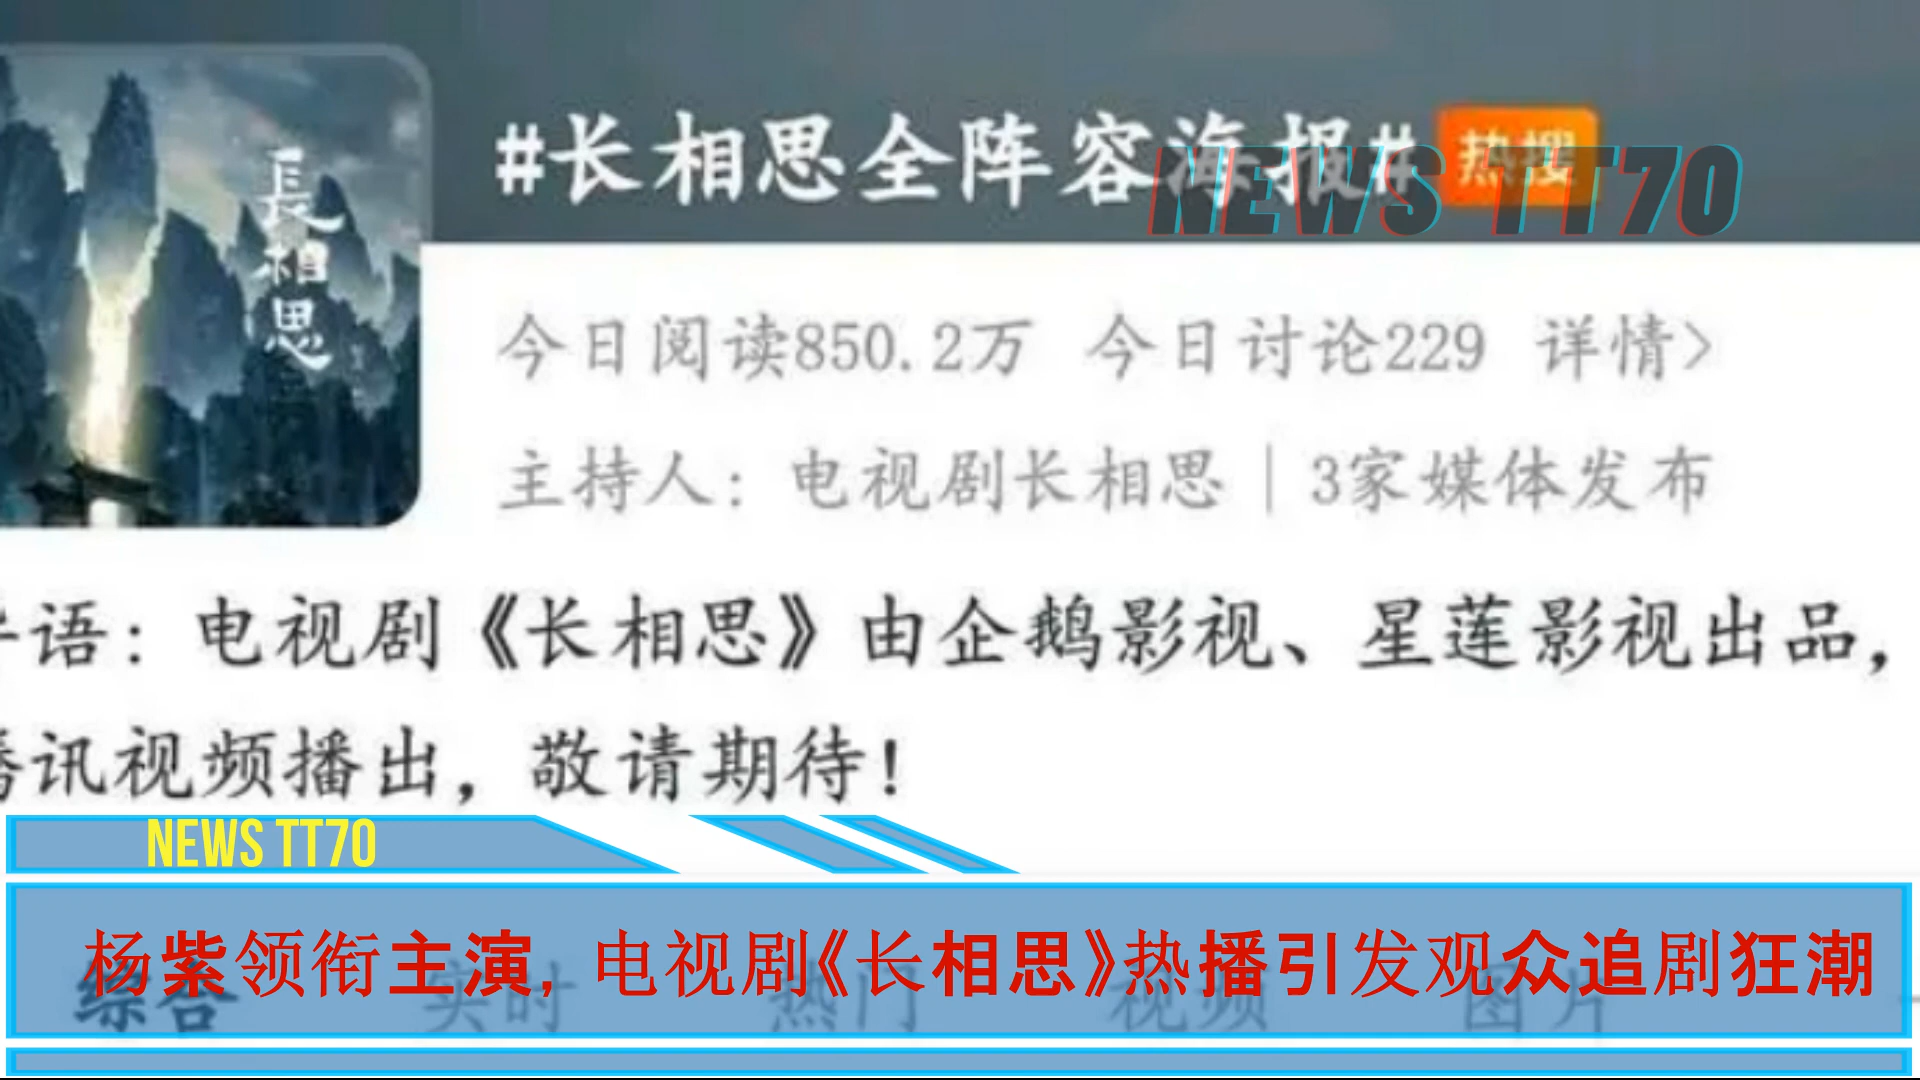 #长相思全阵容海报# 热搜
NEWS TT70
長相思
今日阅读850.2万 今日讨论229 详情>
主持人：电视剧长相思｜3家媒体发布
导语：电视剧《长相思》由企鹅影视、星莲影视出品，
腾讯视频播出，敬请期待！
NEWS TT70
杨紫领衔主演，电视剧《长相思》热播引发观众追剧狂潮
综合 实时 热门 视频 图片